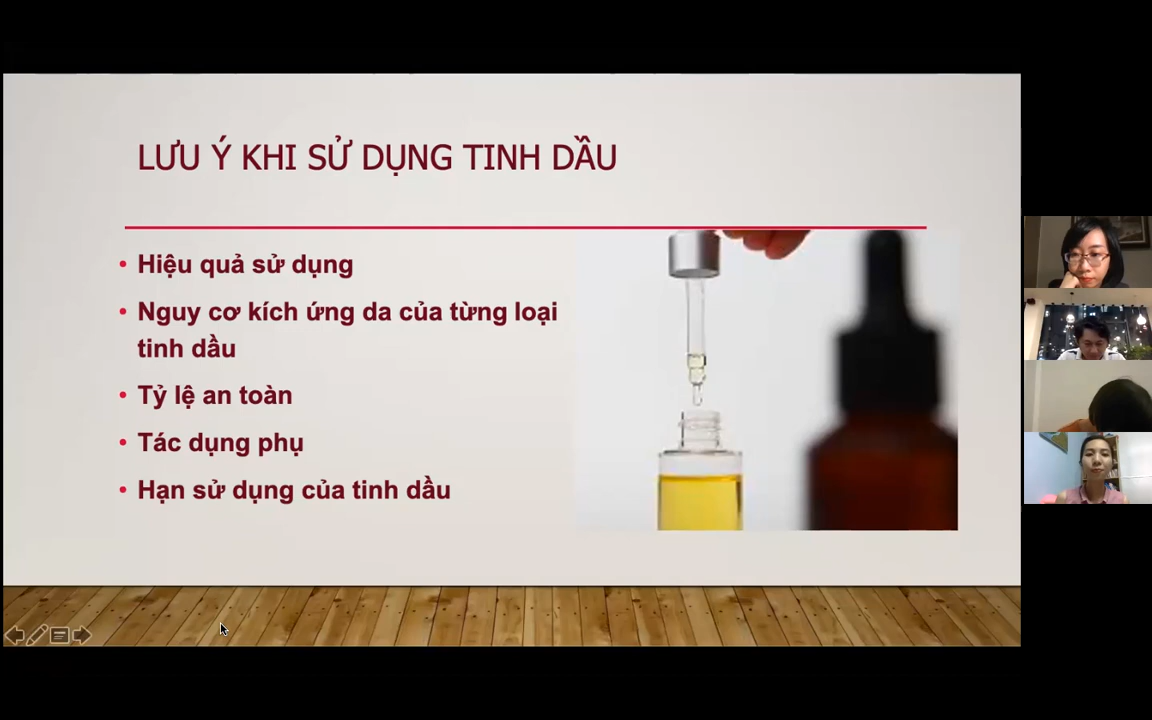 LƯU Ý KHI SỬ DỤNG TINH DẦU
• Hiệu quả sử dụng
• Nguy cơ kích ứng da của từng loại
tinh dầu
• Tỷ lệ an toàn
• Tác dụng phụ
• Hạn sử dụng của tinh dầu